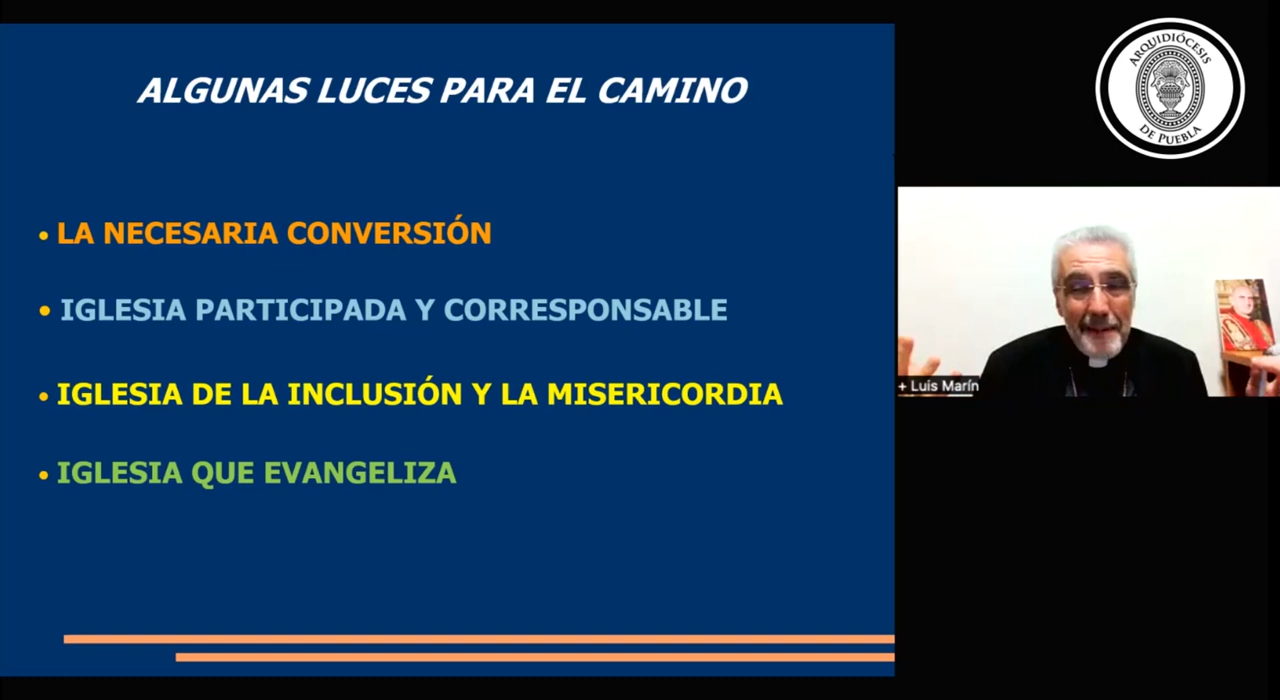 ALGUNAS LUCES PARA EL CAMINO
• LA NECESARIA CONVERSIÓN
• IGLESIA PARTICIPADA Y CORRESPONSABLE
• IGLESIA DE LA INCLUSIÓN Y LA MISERICORDIA
• IGLESIA QUE EVANGELIZA
ARQUIDIÓCESIS
DE PUEBLA
+ Luis Marín